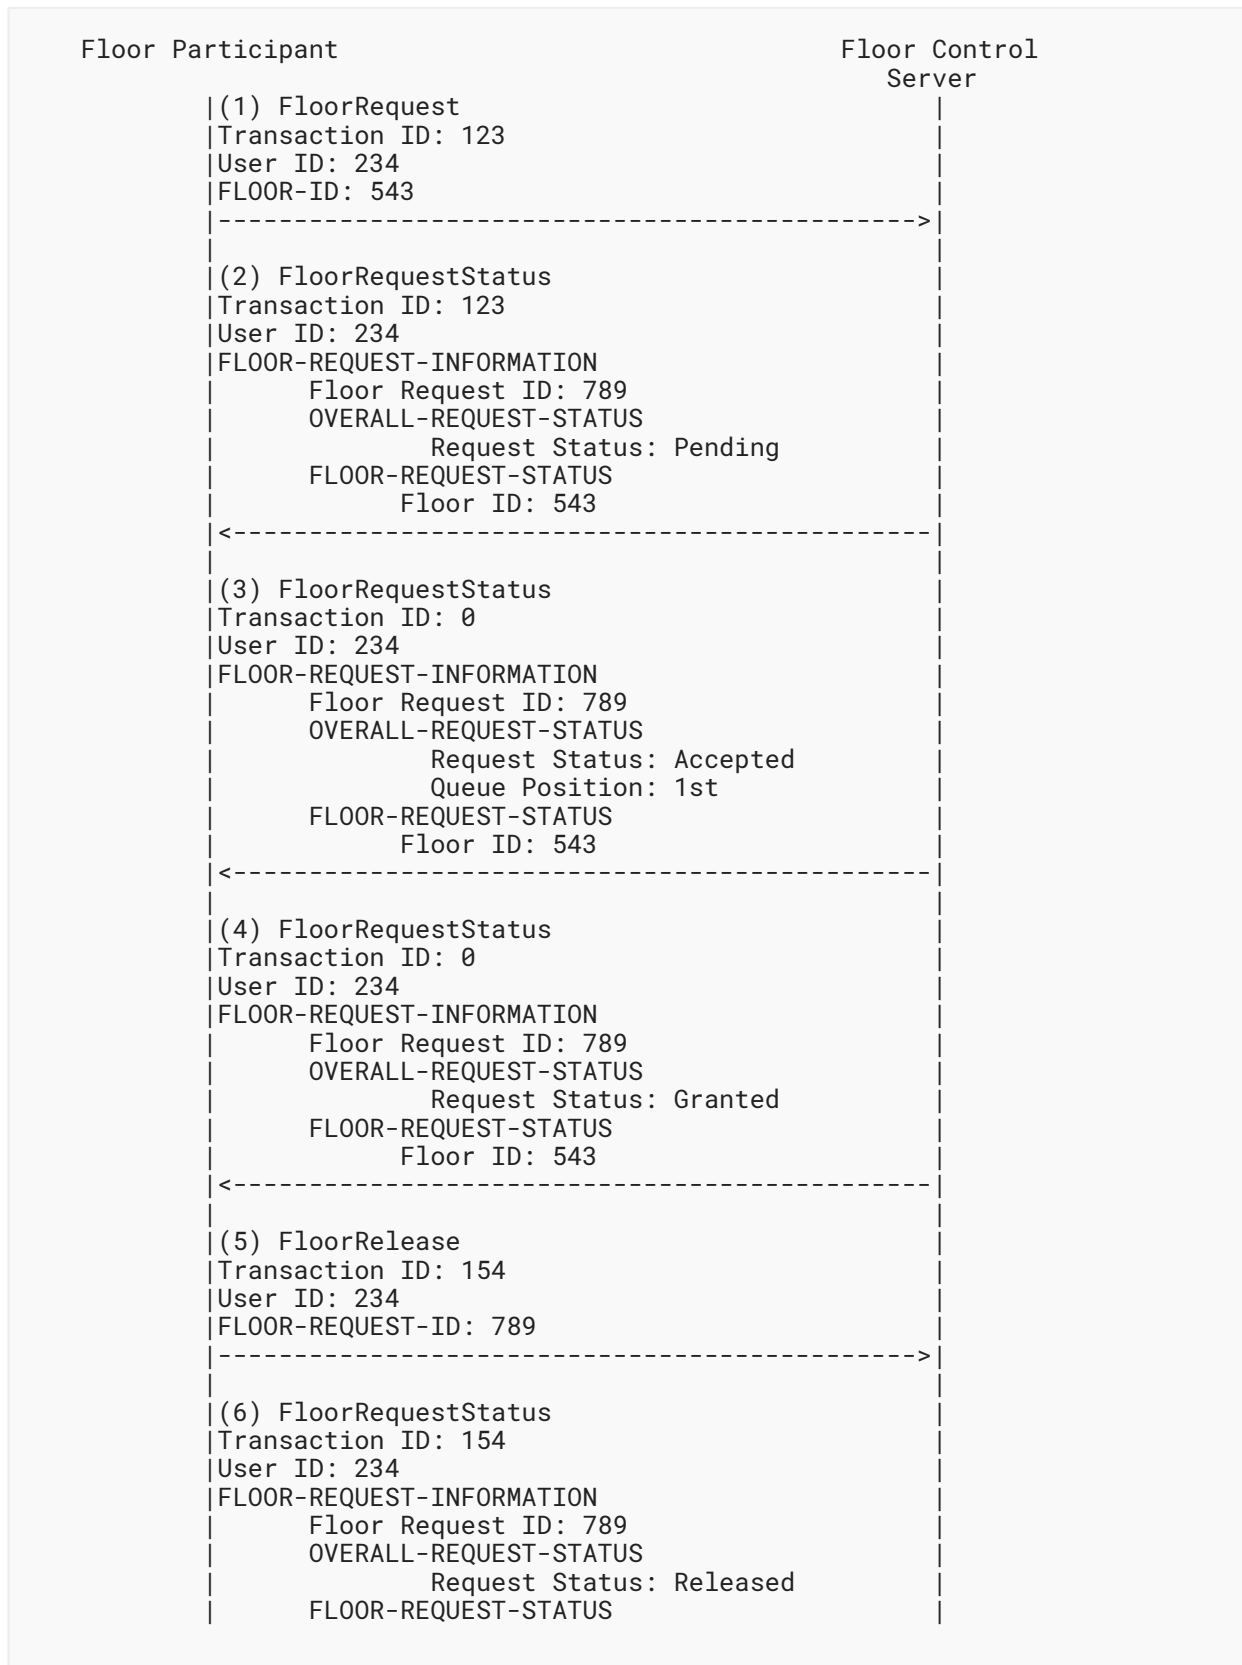 Floor Participant                                 Floor Control
                                                     Server
        |(1) FloorRequest                               |
        |Transaction ID: 123                            |
        |User ID: 234                                   |
        |FLOOR-ID: 543                                  |
        |---------------------------------------------->|
        |                                               |
        |(2) FloorRequestStatus                         |
        |Transaction ID: 123                            |
        |User ID: 234                                   |
        |FLOOR-REQUEST-INFORMATION                      |
        |      Floor Request ID: 789                    |
        |      OVERALL-REQUEST-STATUS                   |
        |              Request Status: Pending          |
        |      FLOOR-REQUEST-STATUS                     |
        |            Floor ID: 543                      |
        |<----------------------------------------------|
        |                                               |
        |(3) FloorRequestStatus                         |
        |Transaction ID: 0                              |
        |User ID: 234                                   |
        |FLOOR-REQUEST-INFORMATION                      |
        |      Floor Request ID: 789                    |
        |      OVERALL-REQUEST-STATUS                   |
        |              Request Status: Accepted         |
        |              Queue Position: 1st              |
        |      FLOOR-REQUEST-STATUS                     |
        |            Floor ID: 543                      |
        |<----------------------------------------------|
        |                                               |
        |(4) FloorRequestStatus                         |
        |Transaction ID: 0                              |
        |User ID: 234                                   |
        |FLOOR-REQUEST-INFORMATION                      |
        |      Floor Request ID: 789                    |
        |      OVERALL-REQUEST-STATUS                   |
        |              Request Status: Granted          |
        |      FLOOR-REQUEST-STATUS                     |
        |            Floor ID: 543                      |
        |<----------------------------------------------|
        |                                               |
        |(5) FloorRelease                               |
        |Transaction ID: 154                            |
        |User ID: 234                                   |
        |FLOOR-REQUEST-ID: 789                          |
        |---------------------------------------------->|
        |                                               |
        |(6) FloorRequestStatus                         |
        |Transaction ID: 154                            |
        |User ID: 234                                   |
        |FLOOR-REQUEST-INFORMATION                      |
        |      Floor Request ID: 789                    |
        |      OVERALL-REQUEST-STATUS                   |
        |              Request Status: Released         |
        |      FLOOR-REQUEST-STATUS                     |